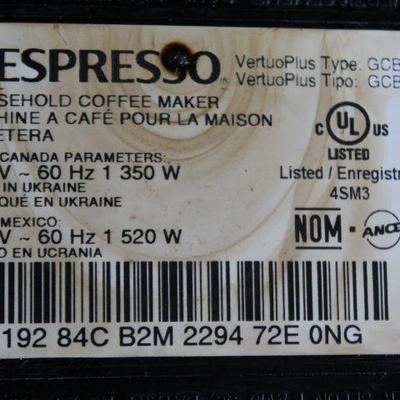 ESPRESSO
VertuoPlus Type: GCB
VertuoPlus Tipo: GCB
SEHOLD COFFEE MAKER
HINE A CAFÉ POUR LA MAISON
ETERA
CANADA PARAMETERS:
V ~ 60 Hz 1 350 W
IN UKRAINE
QUÉ EN UKRAINE
MEXICO:
V ~ 60 Hz 1 520 W
O EN UCRANIA
C UL US
LISTED
Listed / Enregistr
4SM3
NOM - ANCE
192 84C B2M 2294 72E 0NG